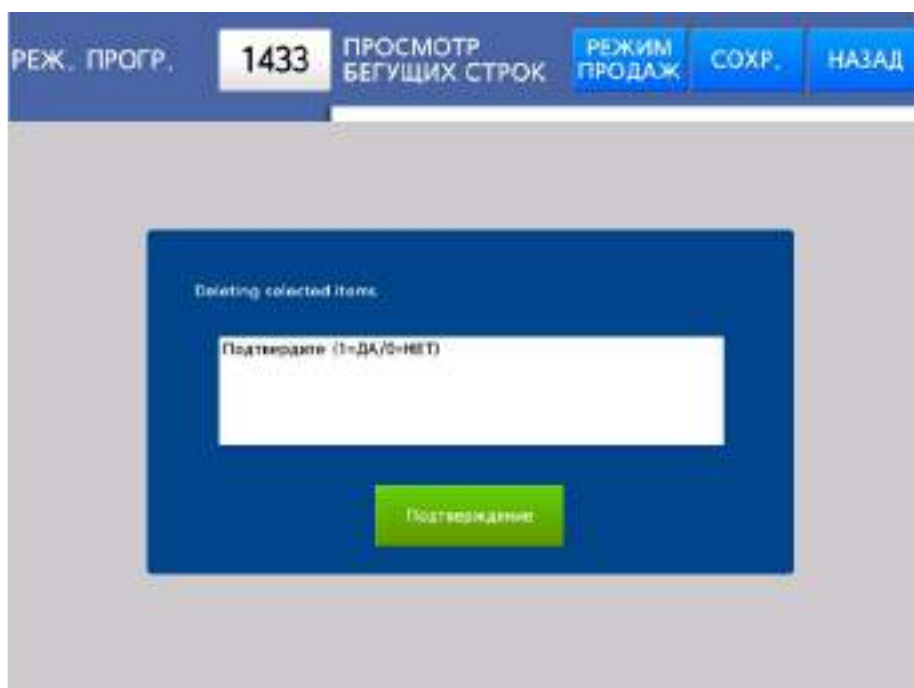 РЕЖ. ПРОГР.
1433
ПРОСМОТР
БЕГУЩИХ СТРОК
РЕЖИМ
ПРОДАЖ
СОХР.
НАЗАД
Deleting selected items.
Подтвердите (1=ДА/0=НЕТ)
Подтверждение